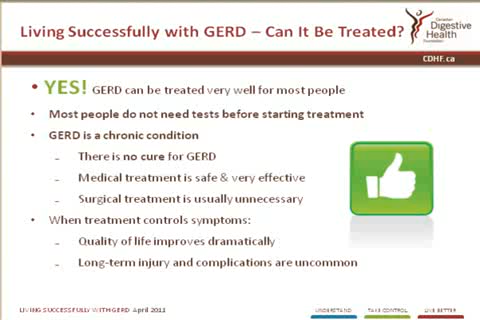 Living Successfully with GERD – Can It Be Treated?
Canadian
Digestive
Health
Foundation
CDHF.ca
• YES! GERD can be treated very well for most people
• Most people do not need tests before starting treatment
• GERD is a chronic condition
– There is no cure for GERD
– Medical treatment is safe & very effective
– Surgical treatment is usually unnecessary
• When treatment controls symptoms:
– Quality of life improves dramatically
– Long-term injury and complications are uncommon
LIVING SUCCESSFULLY WITH GERD April 2011
UNDERSTAND TAKE CONTROL LIVE BETTER